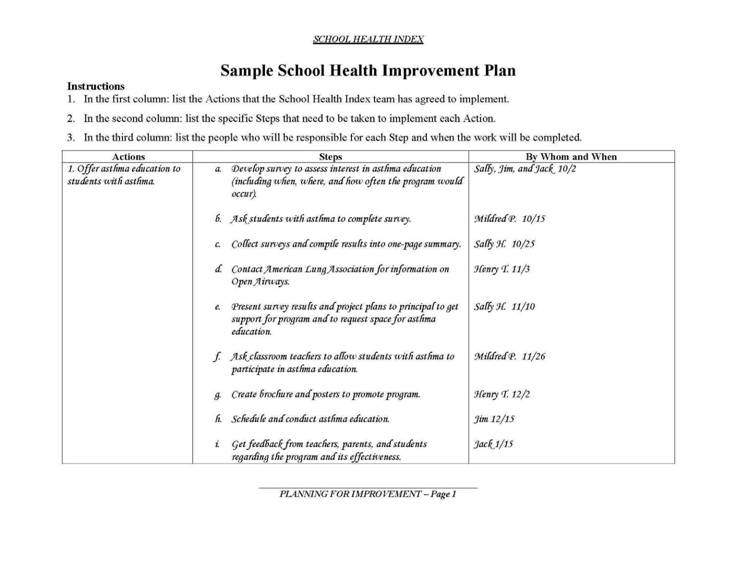 SCHOOL HEALTH INDEX
Sample School Health Improvement Plan
Instructions
1. In the first column: list the Actions that the School Health Index team has agreed to implement.
2. In the second column: list the specific Steps that need to be taken to implement each Action.
3. In the third column: list the people who will be responsible for each Step and when the work will be completed.
Actions Steps By Whom and When
1. Offer asthma education to
students with asthma.
a. Develop survey to assess interest in asthma education
(including when, where, and how often the program would
occur).
Sally, Jim, and Jack 10/2
b. Ask students with asthma to complete survey.
Mildred P. 10/15
c. Collect surveys and compile results into one-page summary.
Sally H. 10/25
d. Contact American Lung Association for information on
Open Airways.
Henry T. 11/3
e. Present survey results and project plans to principal to get
support for program and to request space for asthma
education.
Sally H. 11/10
f. Ask classroom teachers to allow students with asthma to
participate in asthma education.
Mildred P. 11/26
g. Create brochure and posters to promote program.
Henry T. 12/2
h. Schedule and conduct asthma education.
Jim 12/15
i. Get feedback from teachers, parents, and students
regarding the program and its effectiveness.
Jack 1/15
PLANNING FOR IMPROVEMENT – Page 1